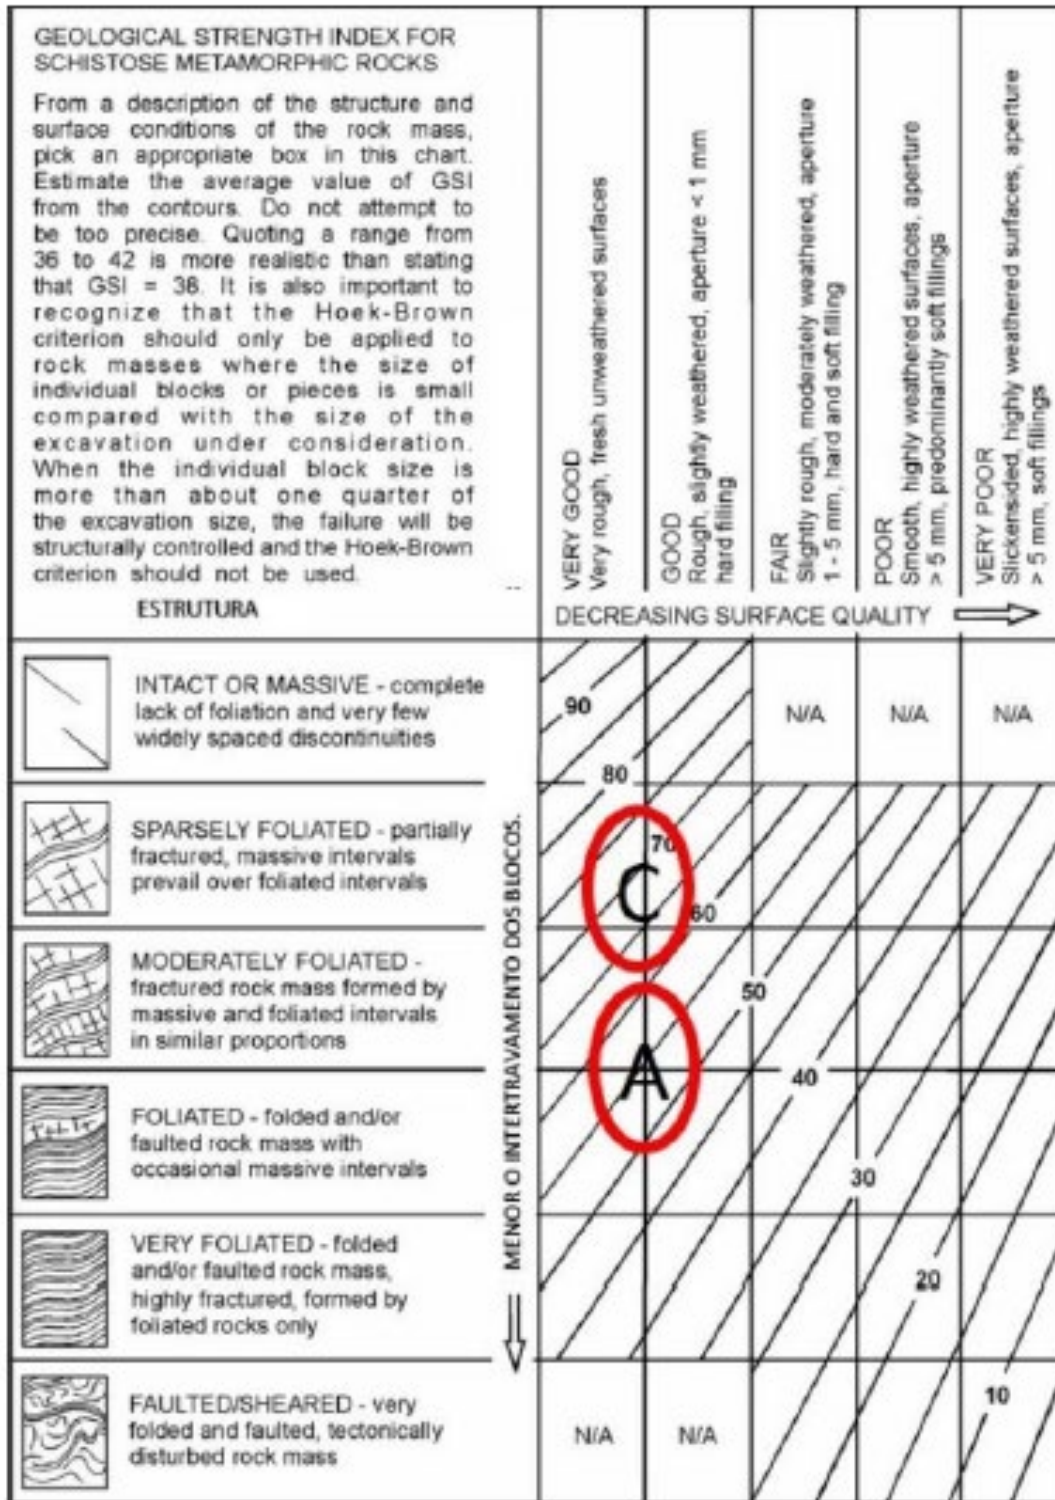 GEOLOGICAL STRENGTH INDEX FOR
SCHISTOSE METAMORPHIC ROCKS
From a description of the structure and
surface conditions of the rock mass,
pick an appropriate box in this chart.
Estimate the average value of GSI
from the contours. Do not attempt to
be too precise. Quoting a range from
36 to 42 is more realistic than stating
that GSI = 38. It is also important to
recognize that the Hoek-Brown
criterion should only be applied to
rock masses where the size of
individual blocks or pieces is small
compared with the size of the
excavation under consideration.
When the individual block size is
more than about one quarter of
the excavation size, the failure will be
structurally controlled and the Hoek-Brown
criterion should not be used.
ESTRUTURA
VERY GOOD
Very rough, fresh unweathered surfaces
GOOD
Rough, slightly weathered, aperture < 1 mm
hard filling
FAIR
Slightly rough, moderately weathered, aperture
1 - 5 mm, hard and soft filling
POOR
Smooth, highly weathered surfaces, aperture
> 5 mm, predominantly soft fillings
VERY POOR
Slickensided, highly weathered surfaces, aperture
> 5 mm, soft fillings
DECREASING SURFACE QUALITY
MENOR O INTERTRAVAMENTO DOS BLOCOS.
INTACT OR MASSIVE - complete
lack of foliation and very few
widely spaced discontinuities
90
N/A
N/A
N/A
80
SPARSELY FOLIATED - partially
fractured, massive intervals
prevail over foliated intervals
70
C
60
MODERATELY FOLIATED -
fractured rock mass formed by
massive and foliated intervals
in similar proportions
50
A
40
FOLIATED - folded and/or
faulted rock mass with
occasional massive intervals
30
VERY FOLIATED - folded
and/or faulted rock mass,
highly fractured, formed by
foliated rocks only
20
FAULTED/SHEARED - very
folded and faulted, tectonically
disturbed rock mass
N/A
N/A
10